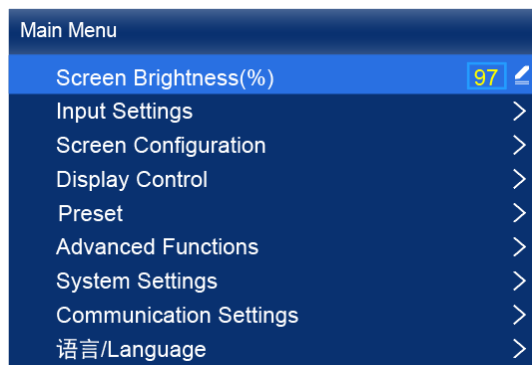 Main Menu
Screen Brightness(%) 97
Input Settings
Screen Configuration
Display Control
Preset
Advanced Functions
System Settings
Communication Settings
语言/Language